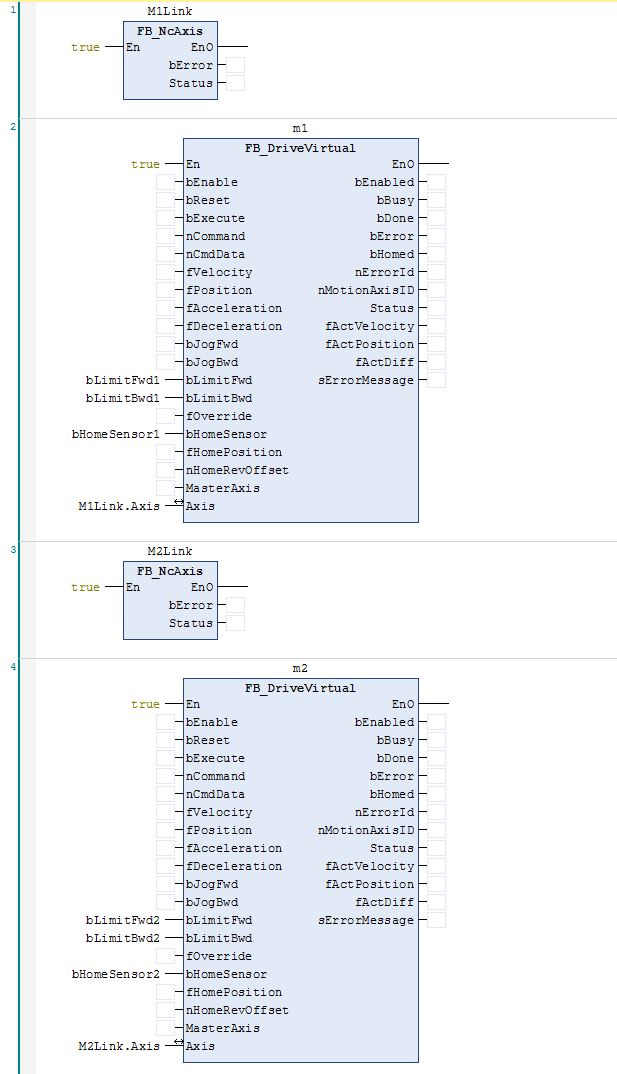 1
M1Link
FB_NcAxis
true En EnO
bError
Status
2
m1
FB_DriveVirtual
true En EnO
bEnable bEnabled
bReset bBusy
bExecute bDone
nCommand bError
nCmdData bHomed
fVelocity nErrorId
fPosition nMotionAxisID
fAcceleration Status
fDeceleration fActVelocity
bJogFwd fActPosition
bJogBwd fActDiff
bLimitFwd1 bLimitFwd sErrorMessage
bLimitBwd1 bLimitBwd
fOverride
bHomeSensor1 bHomeSensor
fHomePosition
nHomeRevOffset
MasterAxis
M1Link.Axis Axis
3
M2Link
FB_NcAxis
true En EnO
bError
Status
4
m2
FB_DriveVirtual
true En EnO
bEnable bEnabled
bReset bBusy
bExecute bDone
nCommand bError
nCmdData bHomed
fVelocity nErrorId
fPosition nMotionAxisID
fAcceleration Status
fDeceleration fActVelocity
bJogFwd fActPosition
bJogBwd fActDiff
bLimitFwd2 bLimitFwd sErrorMessage
bLimitBwd2 bLimitBwd
fOverride
bHomeSensor2 bHomeSensor
fHomePosition
nHomeRevOffset
MasterAxis
M2Link.Axis Axis